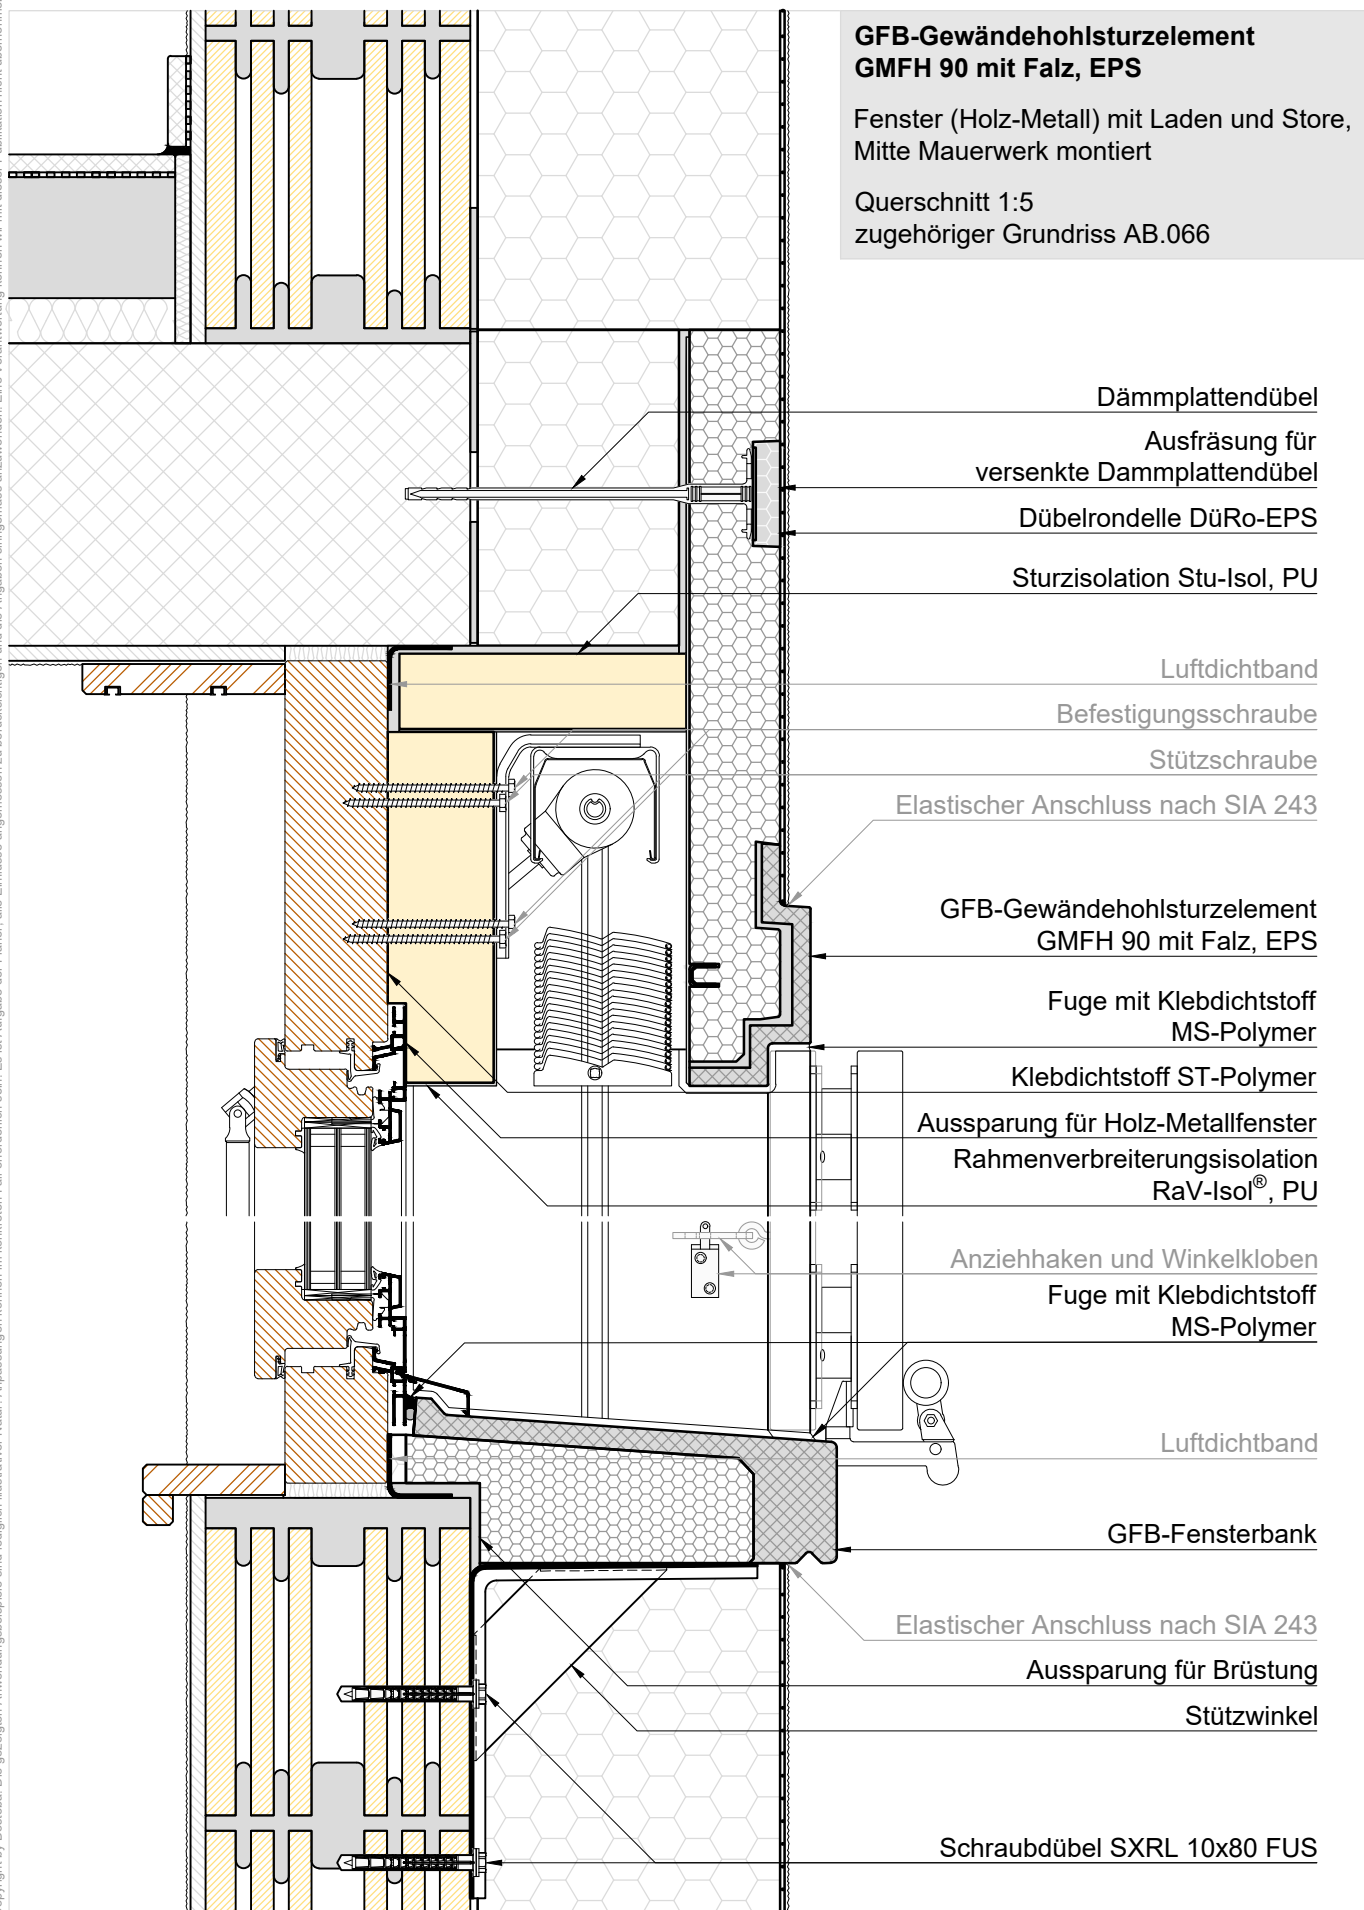 GFB-Gewändehohlsturzelement
GMFH 90 mit Falz, EPS
Fenster (Holz-Metall) mit Laden und Store,
Mitte Mauerwerk montiert
Querschnitt 1:5
zugehöriger Grundriss AB.066
Dämmplattendübel
Ausfräsung für
versenkte Dammplattendübel
Dübelrondelle DüRo-EPS
Sturzisolation Stu-Isol, PU
Luftdichtband
Befestigungsschraube
Stützschraube
Elastischer Anschluss nach SIA 243
GFB-Gewändehohlsturzelement
GMFH 90 mit Falz, EPS
Fuge mit Klebdichtstoff
MS-Polymer
Klebdichtstoff ST-Polymer
Aussparung für Holz-Metallfenster
Rahmenverbreiterungsisolation
RaV-Isol®, PU
Anziehhaken und Winkelkloben
Fuge mit Klebdichtstoff
MS-Polymer
Luftdichtband
GFB-Fensterbank
Elastischer Anschluss nach SIA 243
Aussparung für Brüstung
Stützwinkel
Schraubdübel SXRL 10x80 FUS